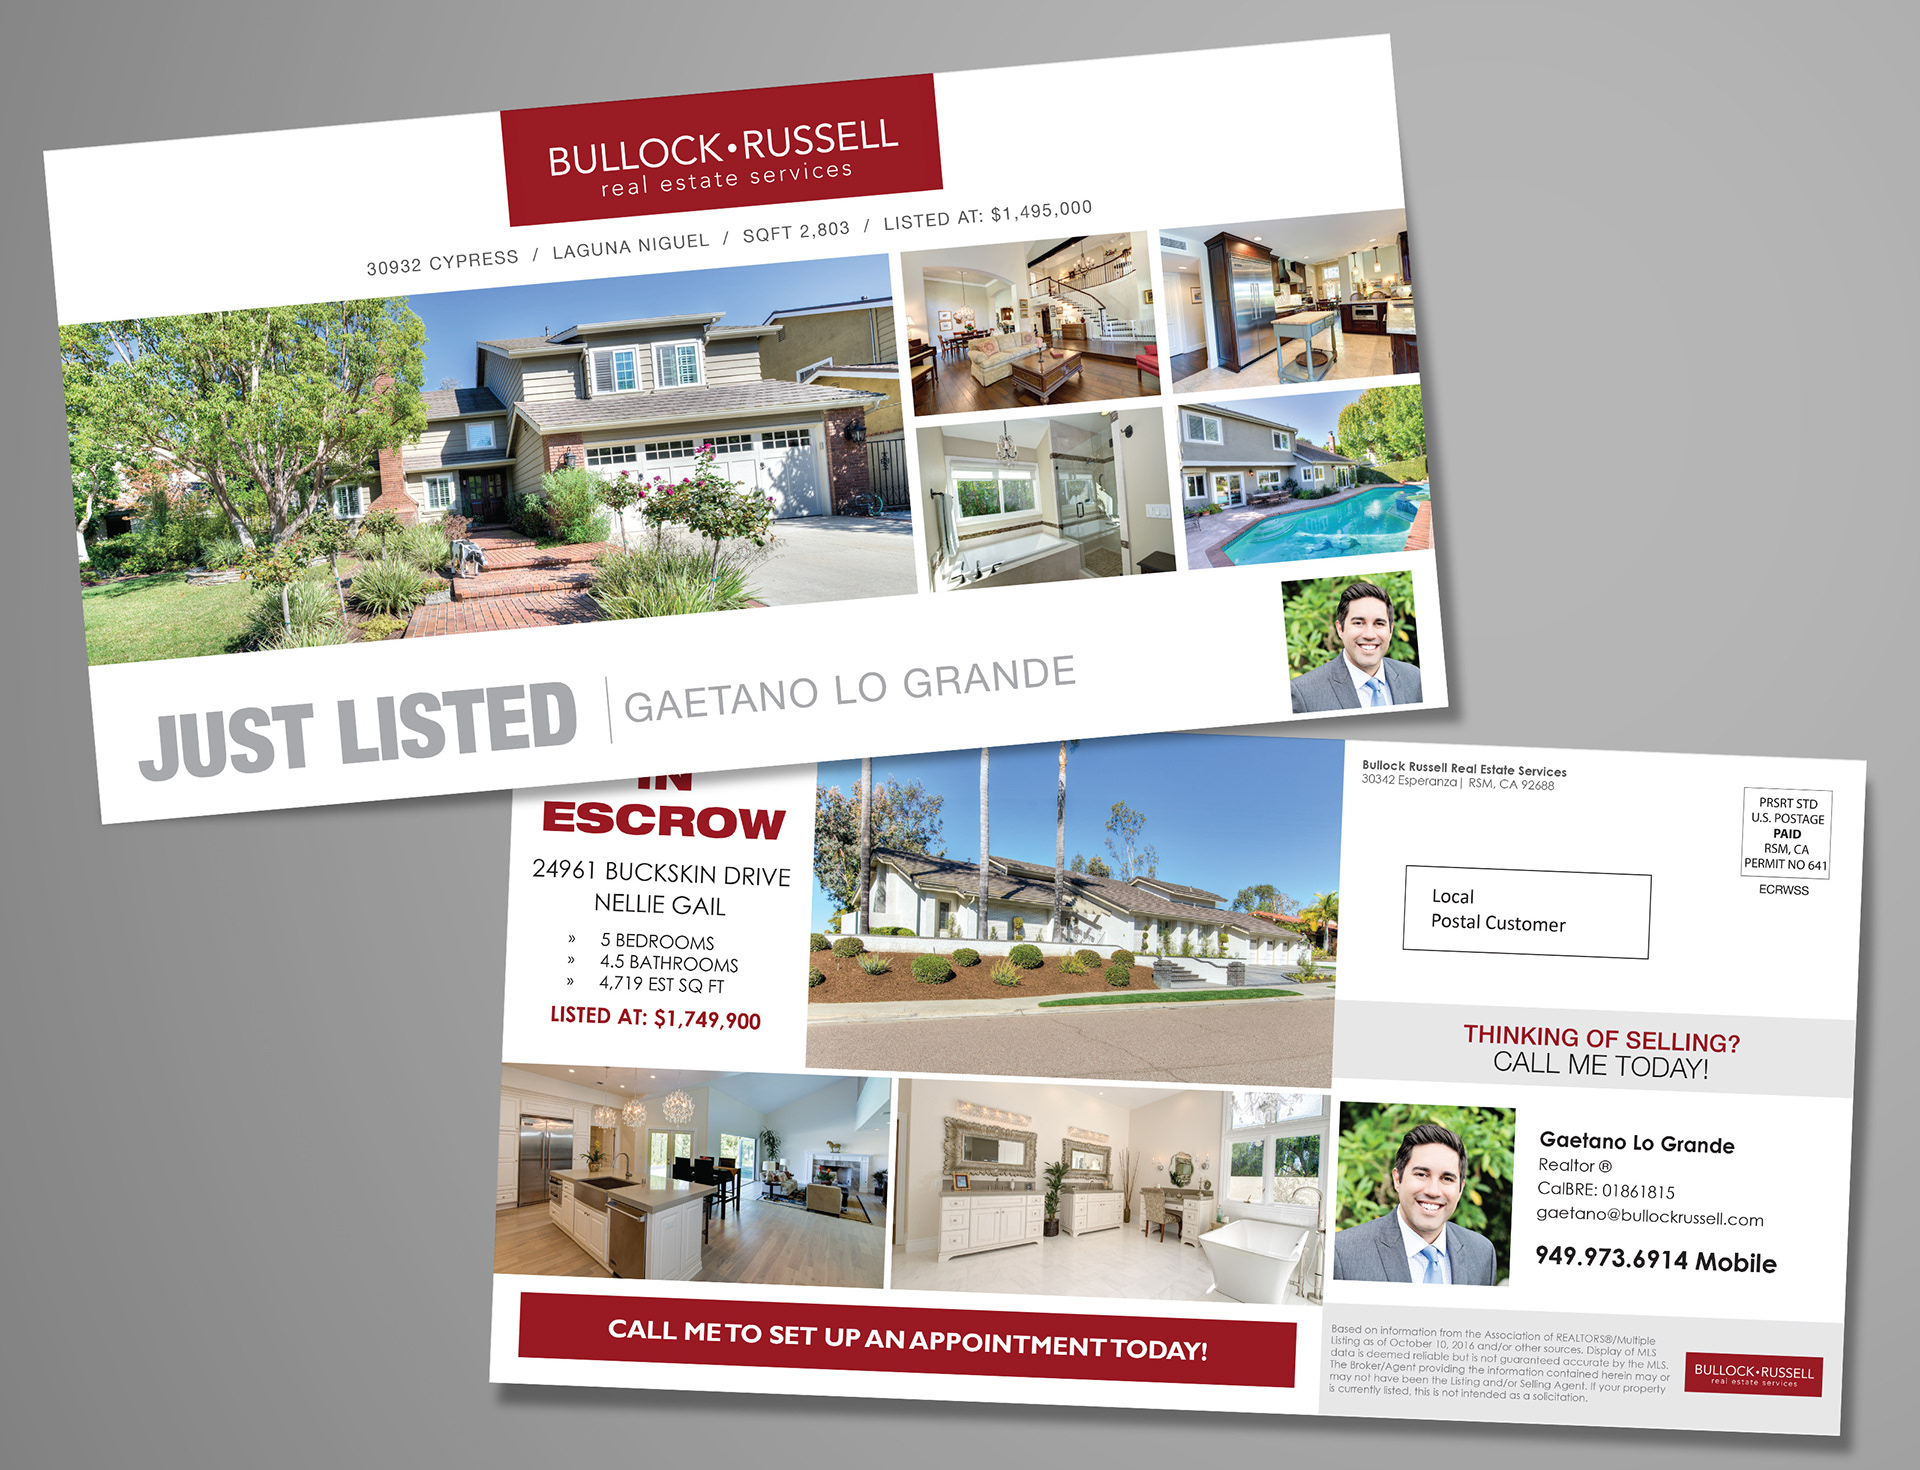 BULLOCK•RUSSELL
real estate services
30932 CYPRESS / LAGUNA NIGUEL / SQFT 2,803 / LISTED AT: $1,495,000
JUST LISTED | GAETANO LO GRANDE
IN
ESCROW
24961 BUCKSKIN DRIVE
NELLIE GAIL
» 5 BEDROOMS
» 4.5 BATHROOMS
» 4,719 EST SQ FT
LISTED AT: $1,749,900
CALL ME TO SET UP AN APPOINTMENT TODAY!
Bullock Russell Real Estate Services
30342 Esperanza| RSM, CA 92688
PRSRT STD
U.S. POSTAGE
PAID
RSM, CA
PERMIT NO 641
ECRWSS
Local
Postal Customer
THINKING OF SELLING?
CALL ME TODAY!
Gaetano Lo Grande
Realtor ®
CalBRE: 01861815
gaetano@bullockrussell.com
949.973.6914 Mobile
Based on information from the Association of REALTORS®/Multiple
Listing as of October 10, 2016 and/or other sources. Display of MLS
data is deemed reliable but is not guaranteed accurate by the MLS.
The Broker/Agent providing the information contained herein may or
may not have been the Listing and/or Selling Agent. If your property
is currently listed, this is not intended as a solicitation.
BULLOCK•RUSSELL
real estate services